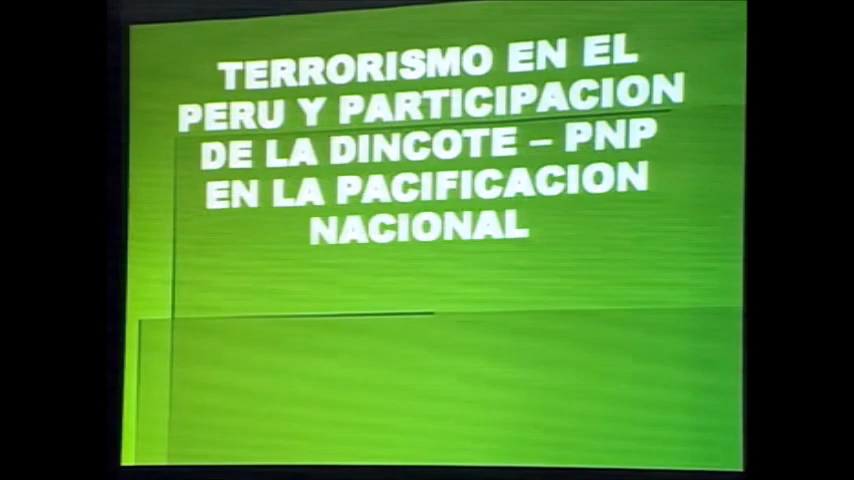 TERRORISMO EN EL
PERU Y PARTICIPACION
DE LA DINCOTE – PNP
EN LA PACIFICACION
NACIONAL